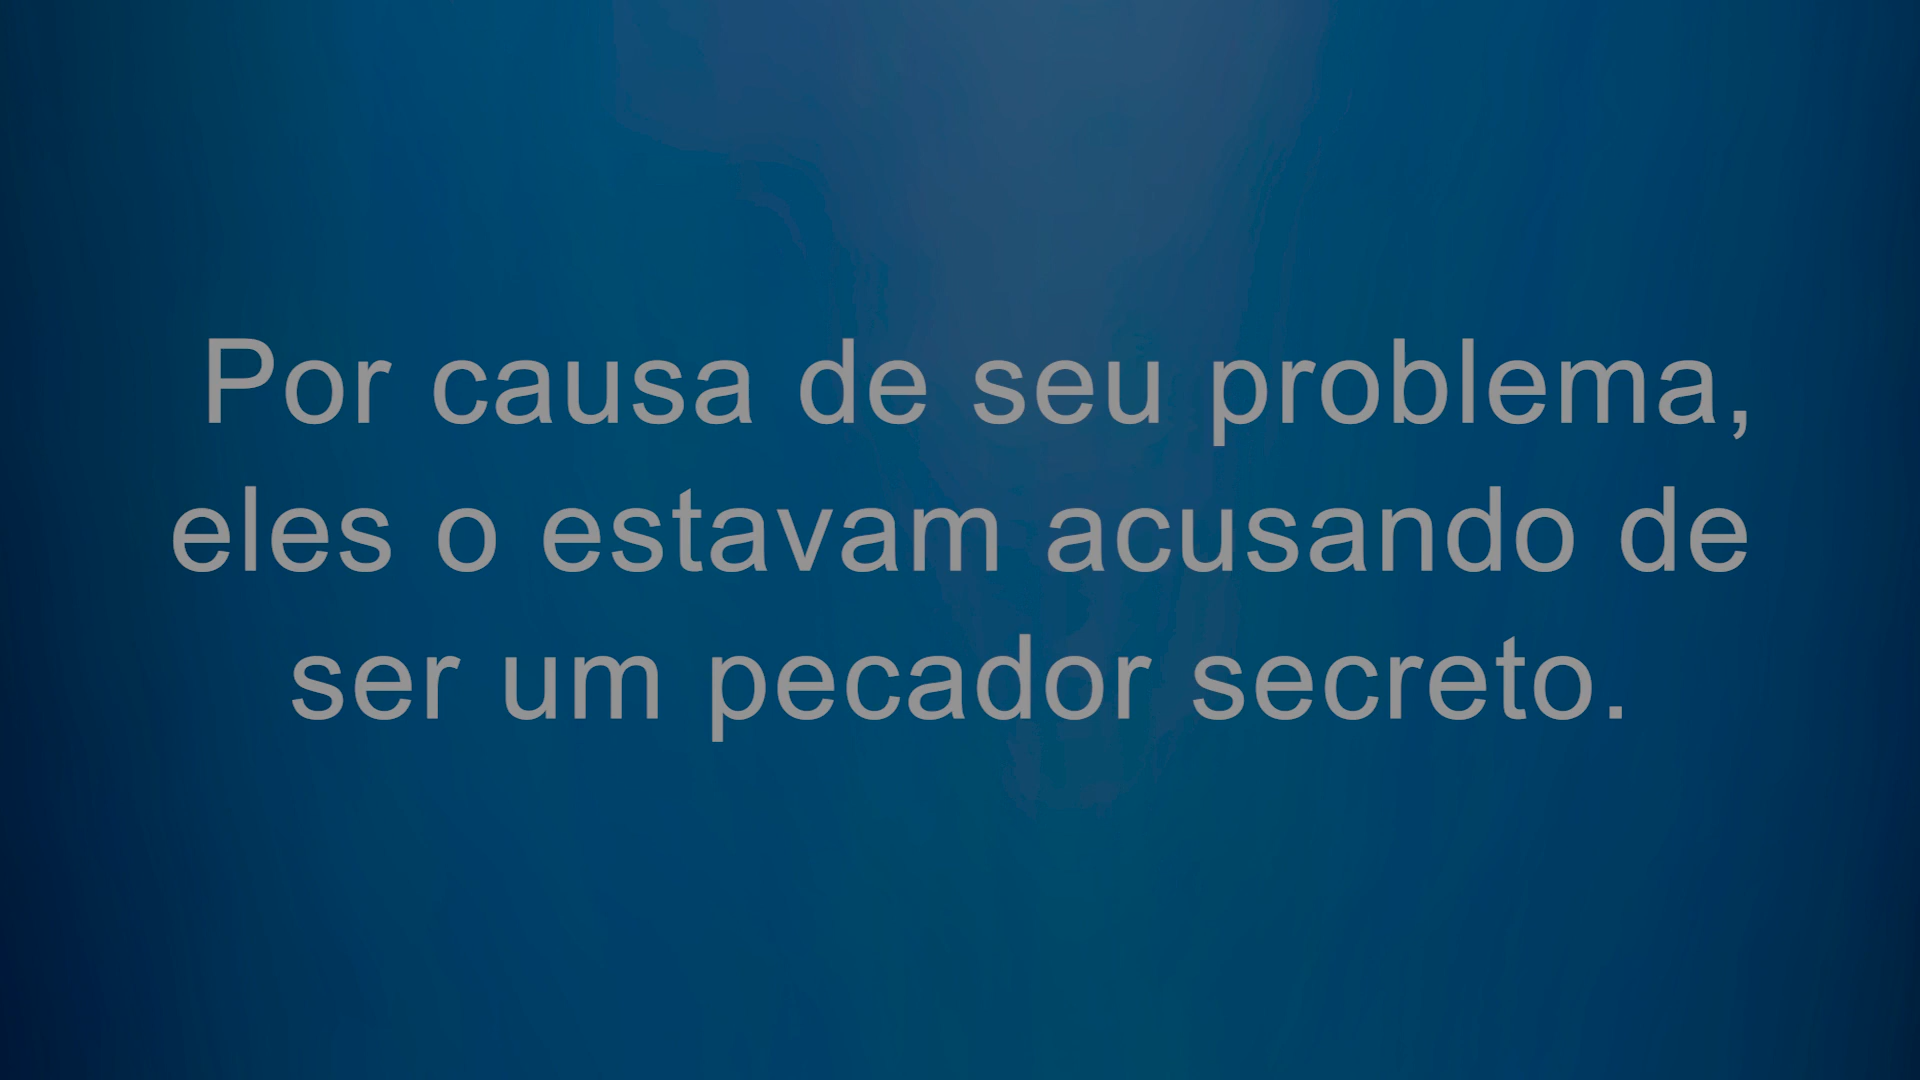 Por causa de seu problema,
eles o estavam acusando de
ser um pecador secreto.